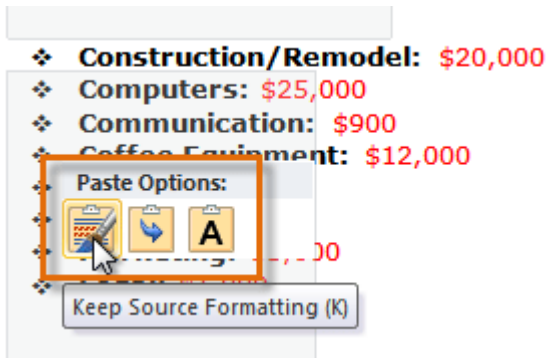 ❖ Construction/Remodel: $20,000
❖ Computers: $25,000
❖ Communication: $900
❖ Coffee Equipment: $12,000
Paste Options:
A
Keep Source Formatting (K)